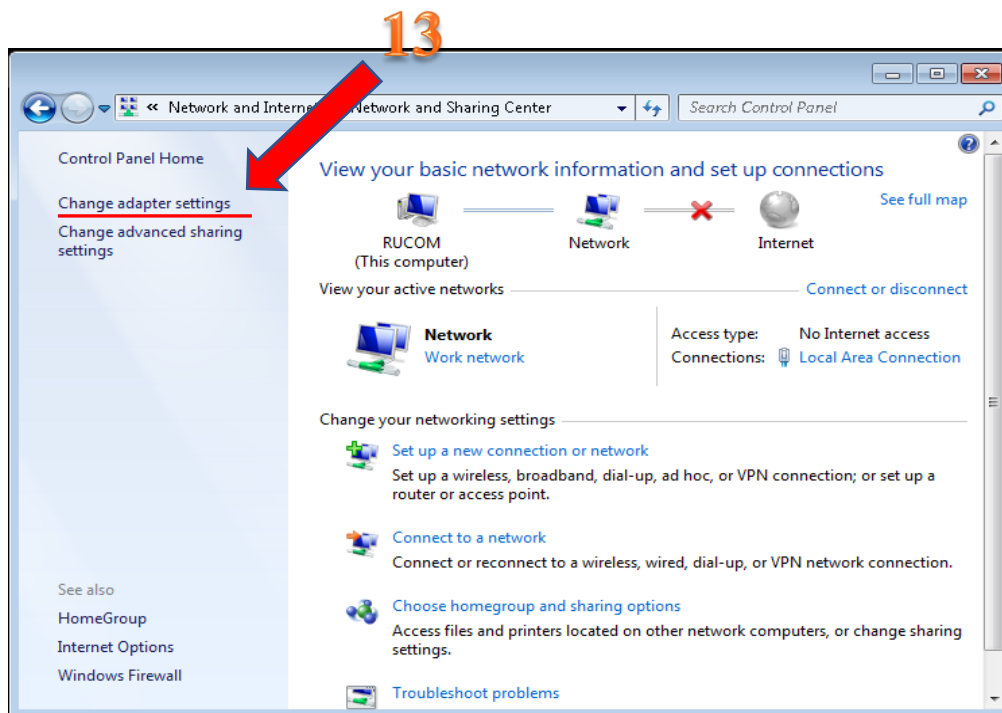 13
« Network and Internet Network and Sharing Center
Search Control Panel
Control Panel Home
Change adapter settings
Change advanced sharing
settings
See also
HomeGroup
Internet Options
Windows Firewall
View your basic network information and set up connections
See full map
RUCOM
(This computer)
Network
Internet
View your active networks
Connect or disconnect
Network
Work network
Access type: No Internet access
Connections: Local Area Connection
Change your networking settings
Set up a new connection or network
Set up a wireless, broadband, dial-up, ad hoc, or VPN connection; or set up a
router or access point.
Connect to a network
Connect or reconnect to a wireless, wired, dial-up, or VPN network connection.
Choose homegroup and sharing options
Access files and printers located on other network computers, or change sharing
settings.
Troubleshoot problems